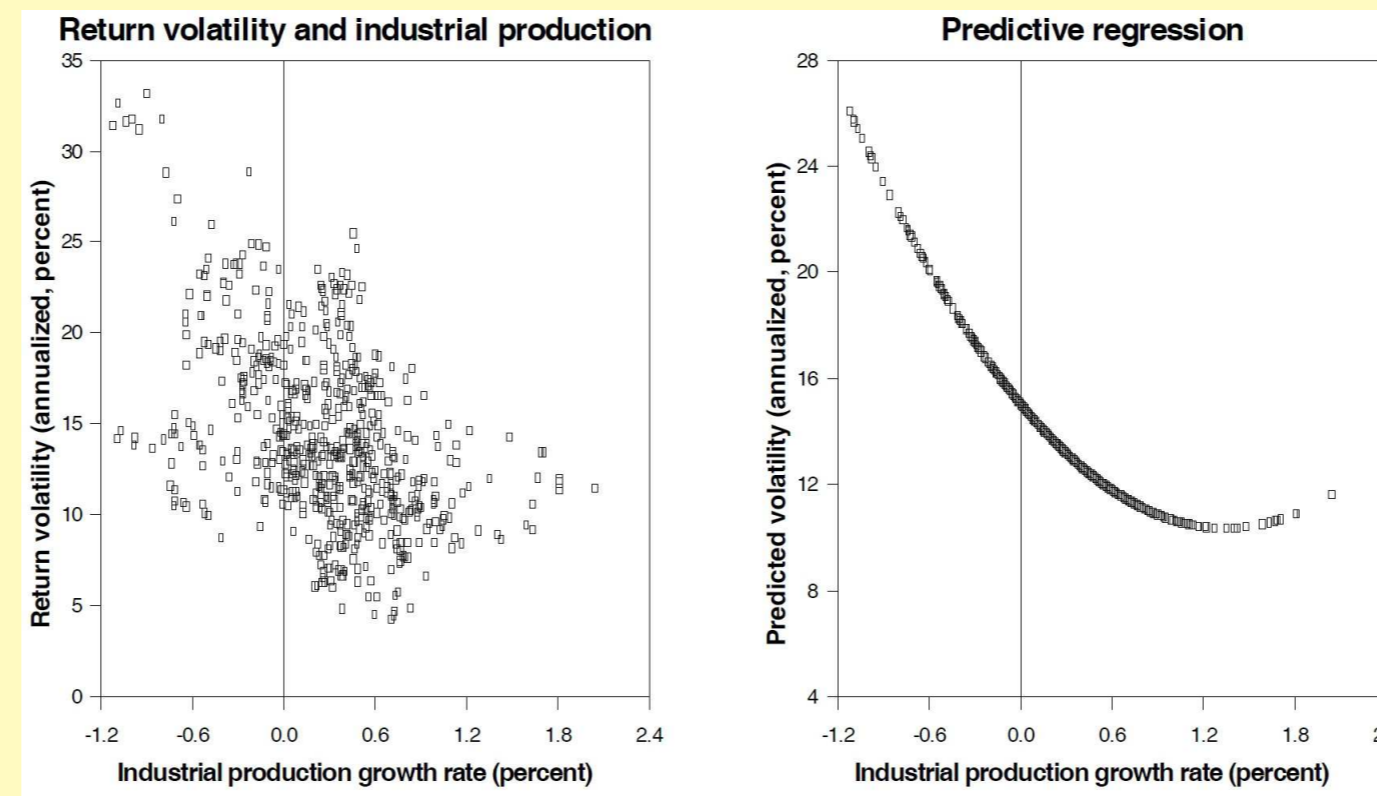 Return volatility and industrial production
Return volatility (annualized, percent)
35
30
25
20
15
10
5
0
-1.2 -0.6 0.0 0.6 1.2 1.8 2.4
Industrial production growth rate (percent)
Predictive regression
Predicted volatility (annualized, percent)
28
24
20
16
12
8
4
-1.2 -0.6 0.0 0.6 1.2 1.8
Industrial production growth rate (percent)